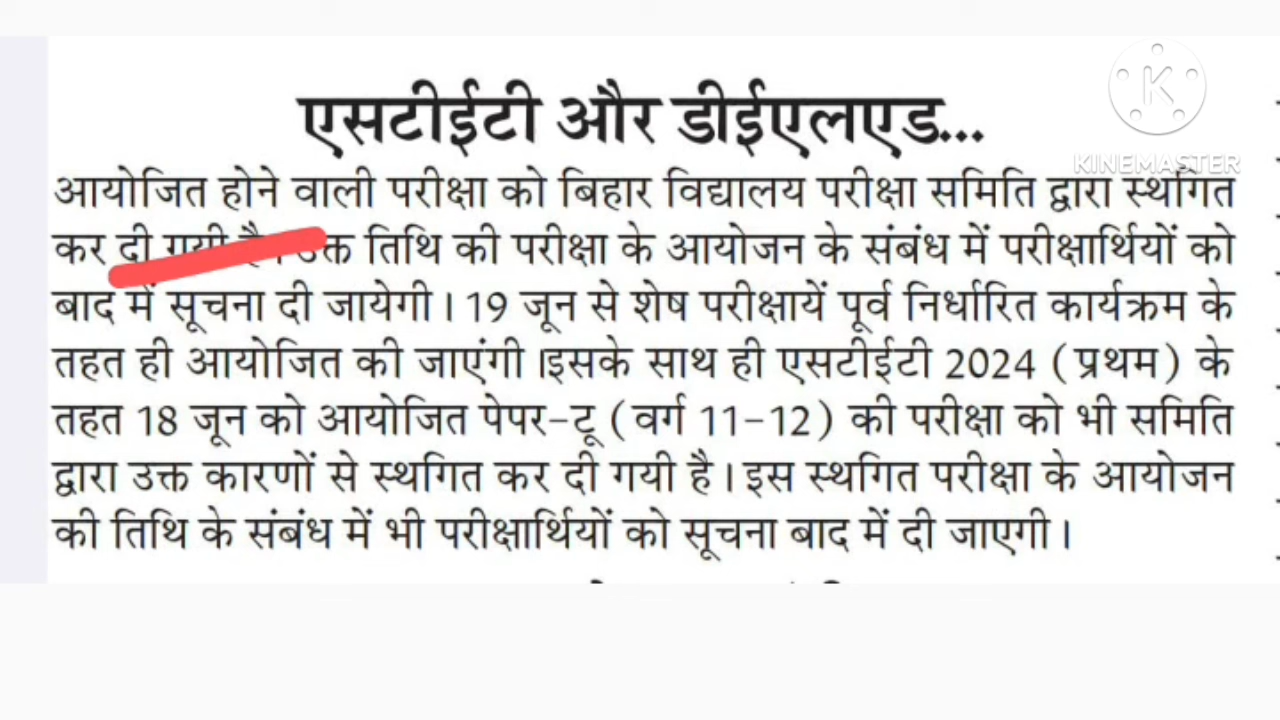 एसटीईटी और डीईएलएड...
KINEMASTER
आयोजित होने वाली परीक्षा को बिहार विद्यालय परीक्षा समिति द्वारा स्थगित
कर दी गयी है। उक्त तिथि की परीक्षा के आयोजन के संबंध में परीक्षार्थियों को
बाद में सूचना दी जायेगी। 19 जून से शेष परीक्षायें पूर्व निर्धारित कार्यक्रम के
तहत ही आयोजित की जाएंगी।इसके साथ ही एसटीईटी 2024 (प्रथम) के
तहत 18 जून को आयोजित पेपर-टू (वर्ग 11-12) की परीक्षा को भी समिति
द्वारा उक्त कारणों से स्थगित कर दी गयी है। इस स्थगित परीक्षा के आयोजन
की तिथि के संबंध में भी परीक्षार्थियों को सूचना बाद में दी जाएगी।